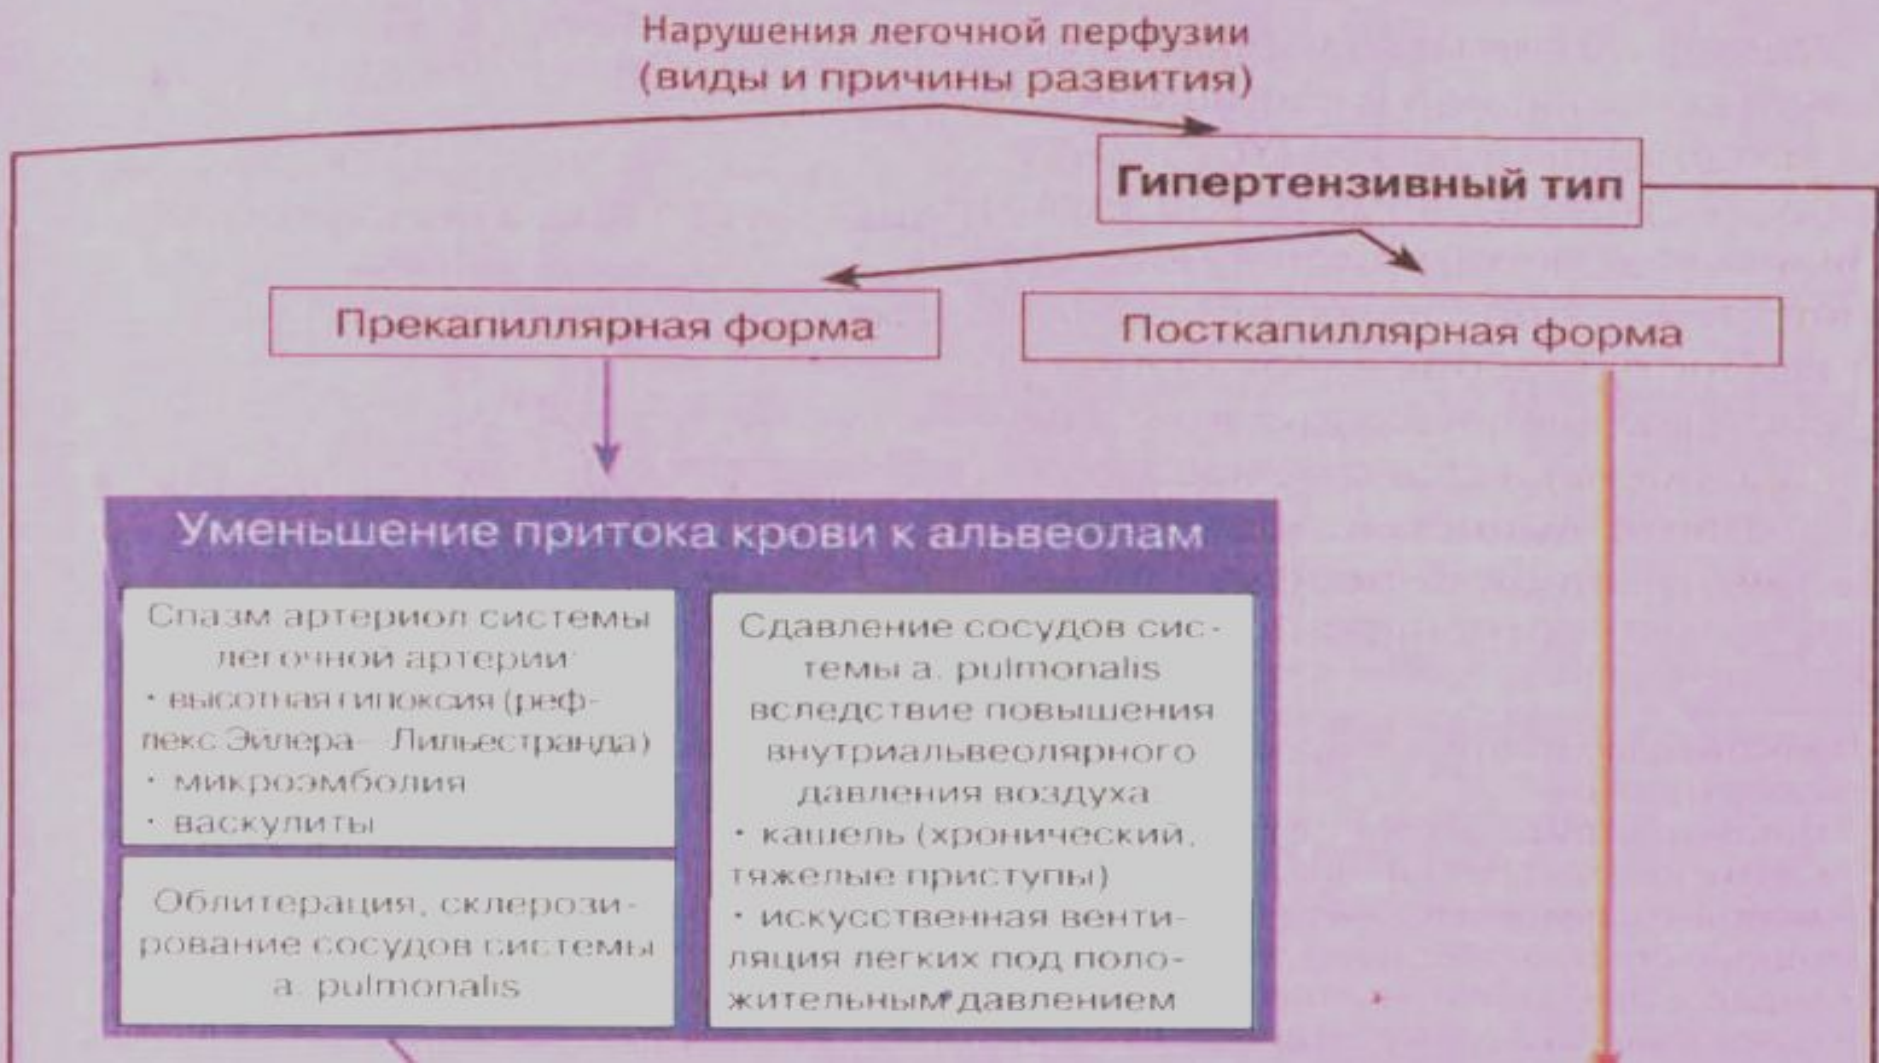 Нарушения легочной перфузии
(виды и причины развития)
Гипертензивный тип
Прекапиллярная форма
Посткапиллярная форма
Уменьшение притока крови к альвеолам
Спазм артериол системы
легочной артерии:
· высотная гипоксия (реф-
лекс Эйлера – Лильестранда)
· микроэмболия
· васкулиты
Облитерация, склерози-
рование сосудов системы
a. pulmonalis
Сдавление сосудов сис-
темы a. pulmonalis
вследствие повышения
внутриальвеолярного
давления воздуха
· кашель (хронический,
тяжелые приступы)
· искусственная венти-
ляция легких под поло-
жительным давлением